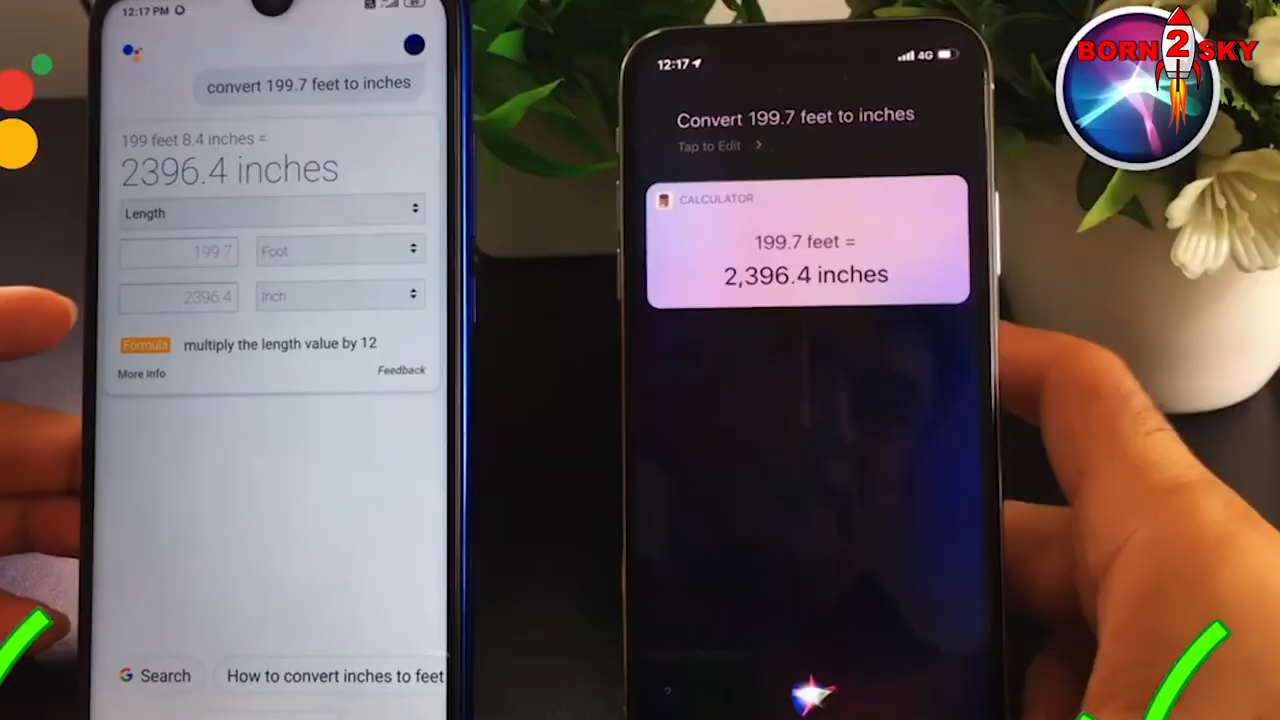 12:17 PM
convert 199.7 feet to inches
199 feet 8.4 inches =
2396.4 inches
Length
199.7
Foot
2396.4
Inch
Formula multiply the length value by 12
More info
Feedback
Search
How to convert inches to feet
12:17
4G
Convert 199.7 feet to inches
Tap to Edit >
CALCULATOR
199.7 feet =
2,396.4 inches
?
BORN 2 SKY